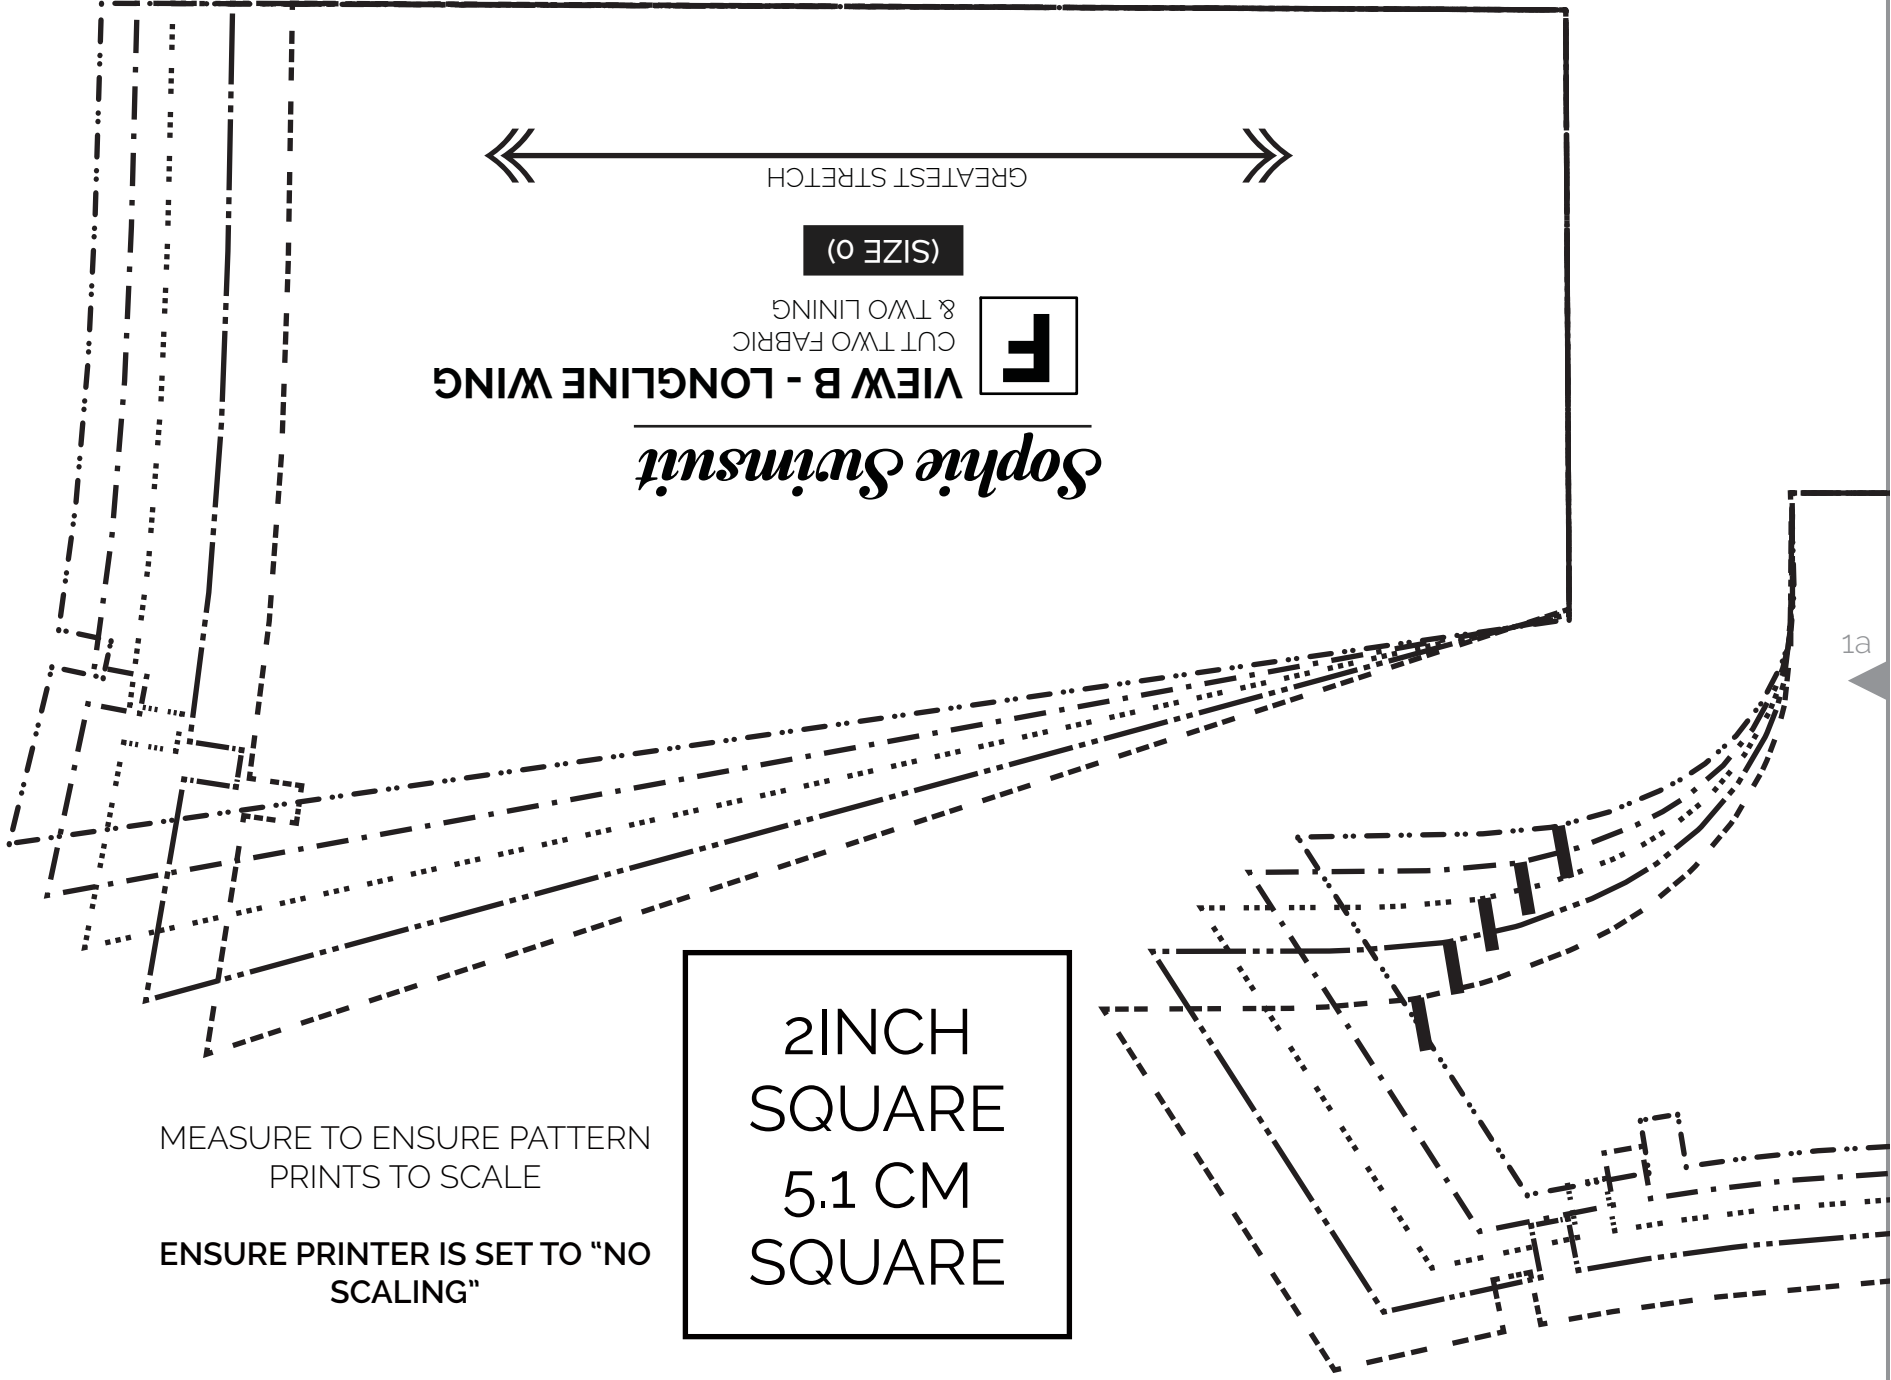 Sophie Swimsuit
F
VIEW B - LONGLINE WING
CUT TWO FABRIC
& TWO LINING
(SIZE 0)
GREATEST STRETCH
1a
2INCH
SQUARE
5.1 CM
SQUARE
MEASURE TO ENSURE PATTERN
PRINTS TO SCALE
ENSURE PRINTER IS SET TO “NO
SCALING”